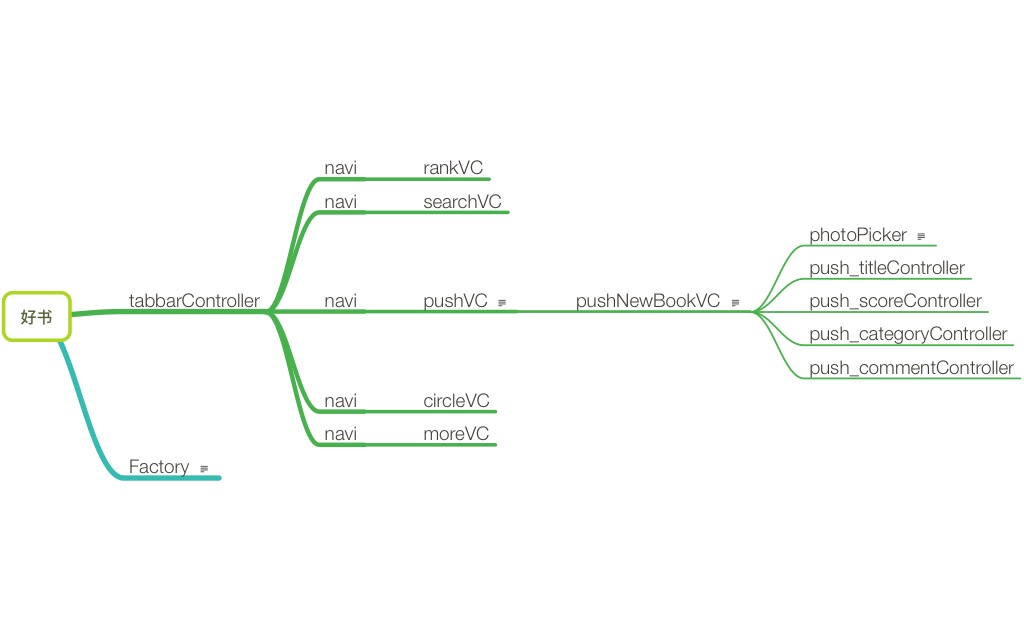 好书
tabbarController
navi rankVC
navi searchVC
navi pushVC pushNewBookVC
photoPicker
push_titleController
push_scoreController
push_categoryController
push_commentController
navi circleVC
navi moreVC
Factory